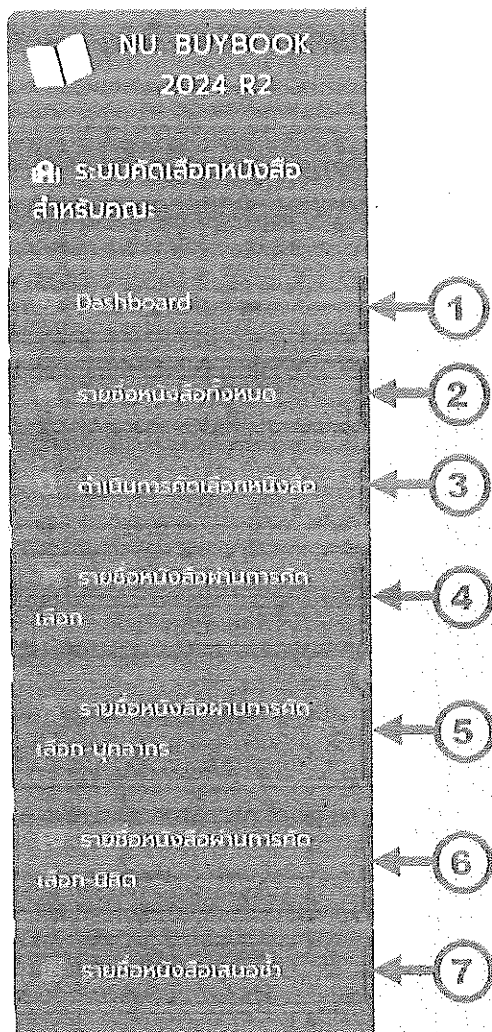 NU BUYBOOK
2024 R2
ระบบคัดเลือกหนังสือ
สำหรับคณะ
Dashboard
1
รายชื่อหนังสือทั้งหมด
2
ดำเนินการคัดเลือกหนังสือ
3
รายชื่อหนังสือผ่านการคัด
เลือก
4
รายชื่อหนังสือผ่านการคัด
เลือก-บุคลากร
5
รายชื่อหนังสือผ่านการคัด
เลือก-นิสิต
6
รายชื่อหนังสือเสนอซ้ำ
7